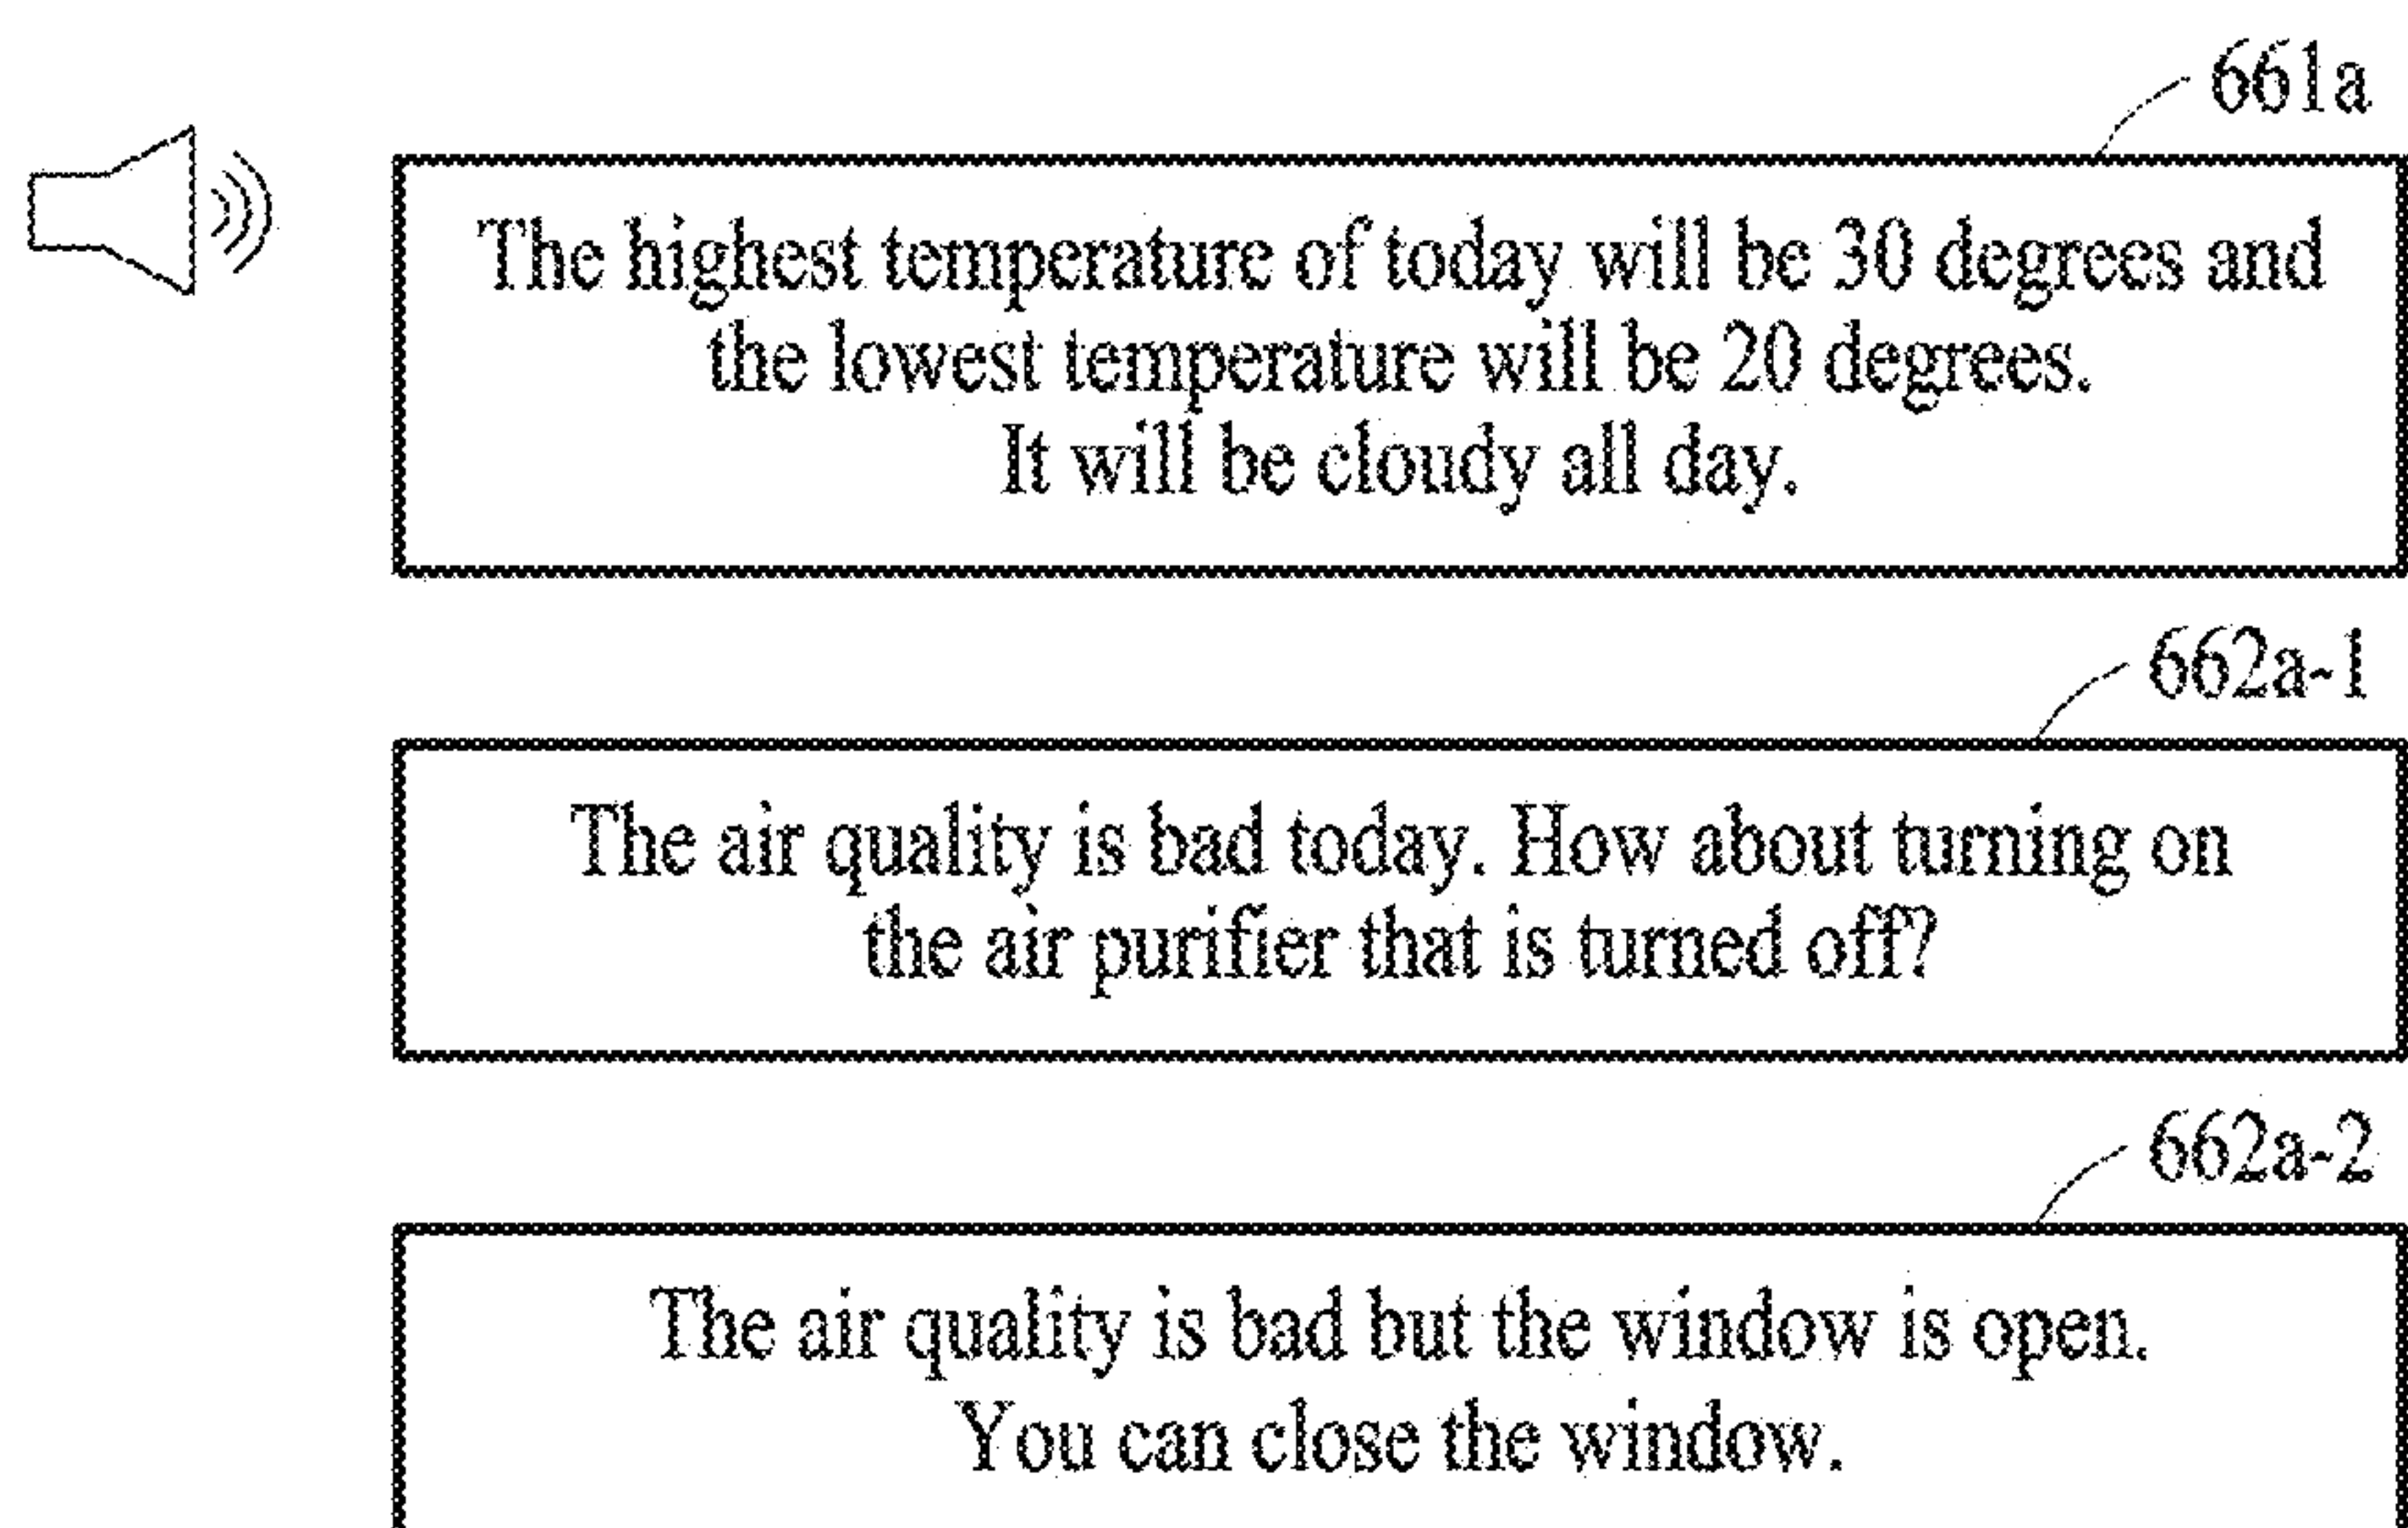 661a
The highest temperature of today will be 30 degrees and
the lowest temperature will be 20 degrees.
It will be cloudy all day.
662a-1
The air quality is bad today. How about turning on
the air purifier that is turned off?
662a-2
The air quality is bad but the window is open.
You can close the window.